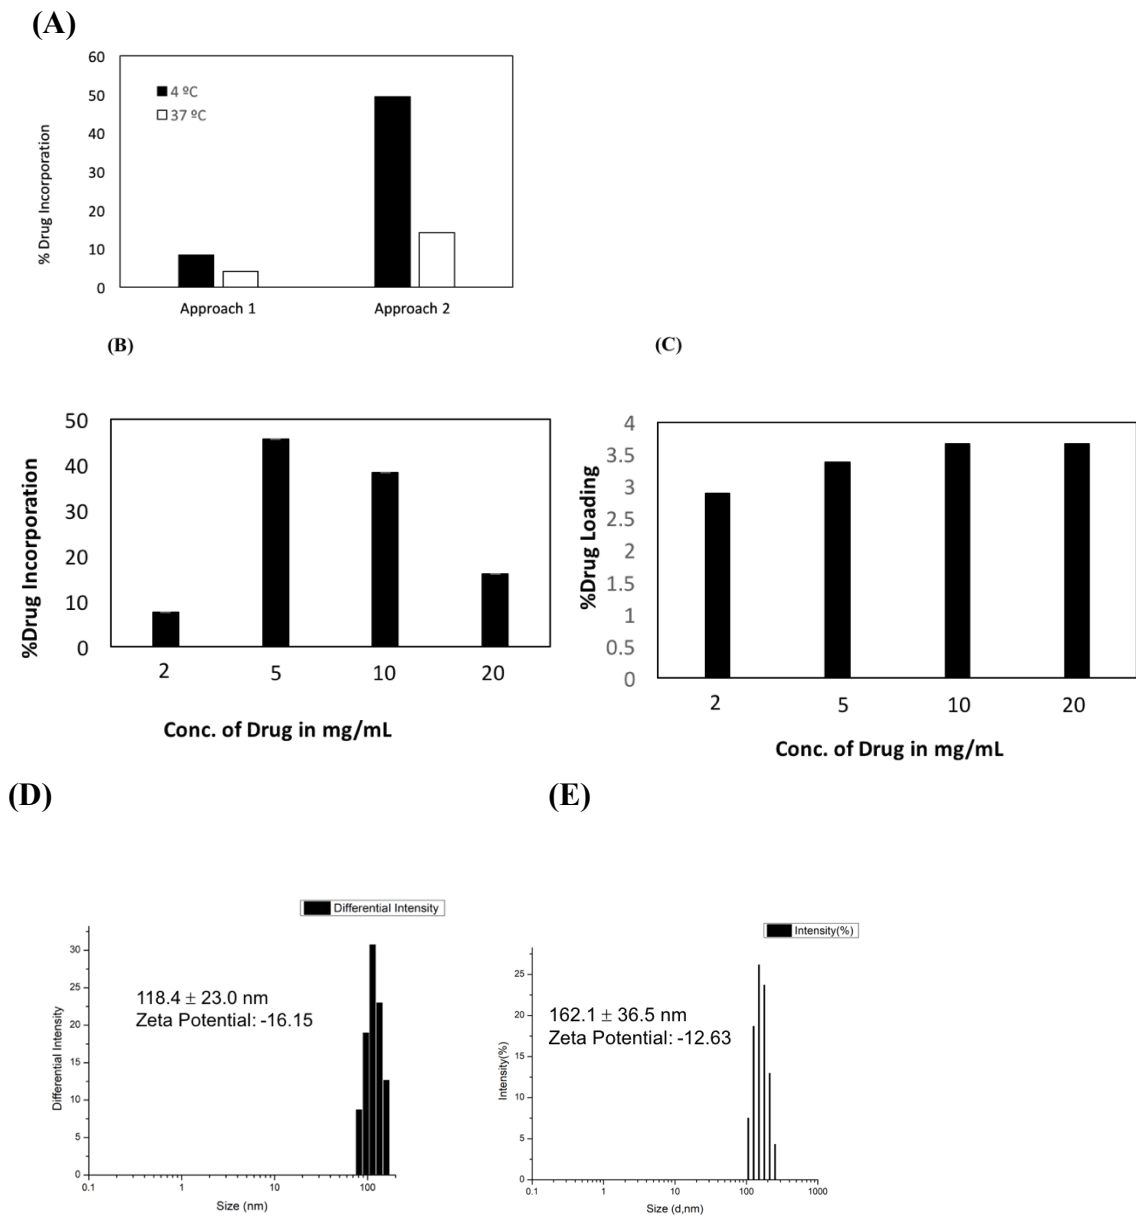 (A)
60
50
40
30
20
10
0
% Drug Incorporation
4 ºC
37 ºC
Approach 1
Approach 2
(B)
50
40
30
20
10
0
%Drug Incorporation
2
5
10
20
Conc. of Drug in mg/mL
(C)
4
3.5
3
2.5
2
1.5
1
0.5
0
%Drug Loading
2
5
10
20
Conc. of Drug in mg/mL
(D)
Differential Intensity
30
25
20
15
10
5
0
Differential Intensity
118.4 ± 23.0 nm
Zeta Potential: -16.15
0.1
1
10
100
Size (nm)
(E)
Intensity(%)
25
20
15
10
5
0
Intensity(%)
162.1 ± 36.5 nm
Zeta Potential: -12.63
0.1
1
10
100
1000
Size (d,nm)